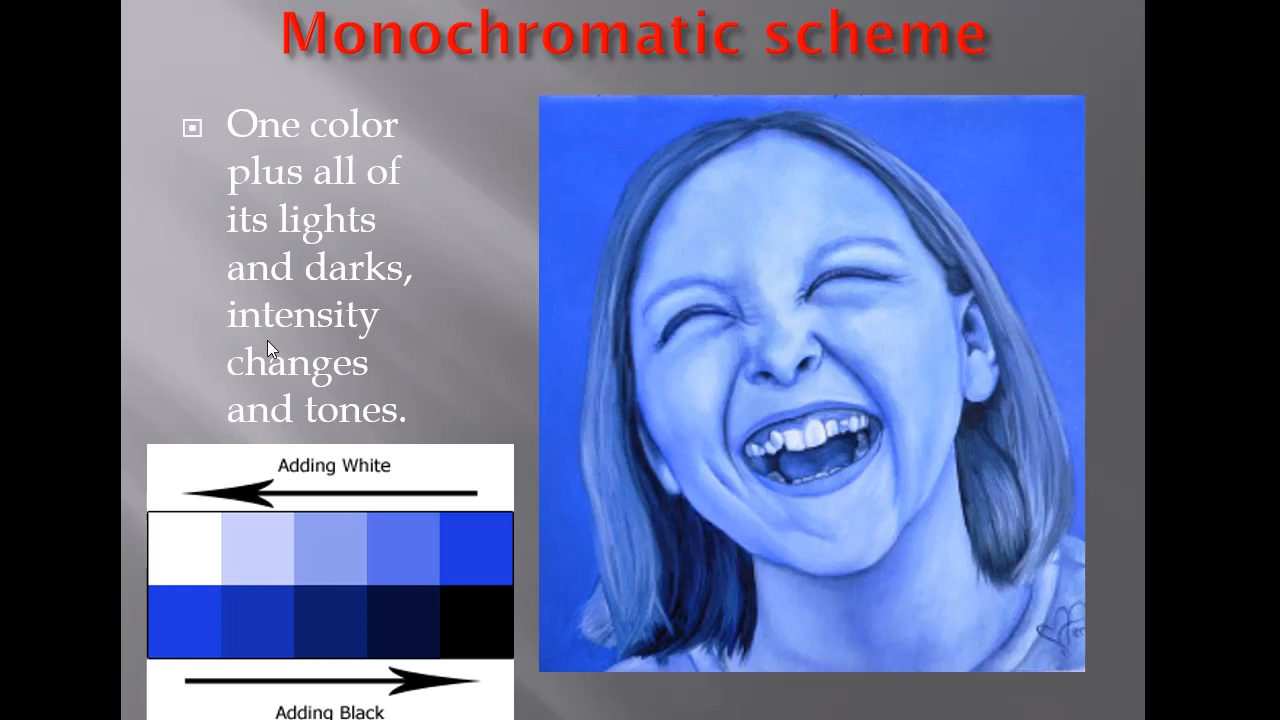 Monochromatic scheme
One color
plus all of
its lights
and darks,
intensity
changes
and tones.
Adding White
Adding Black